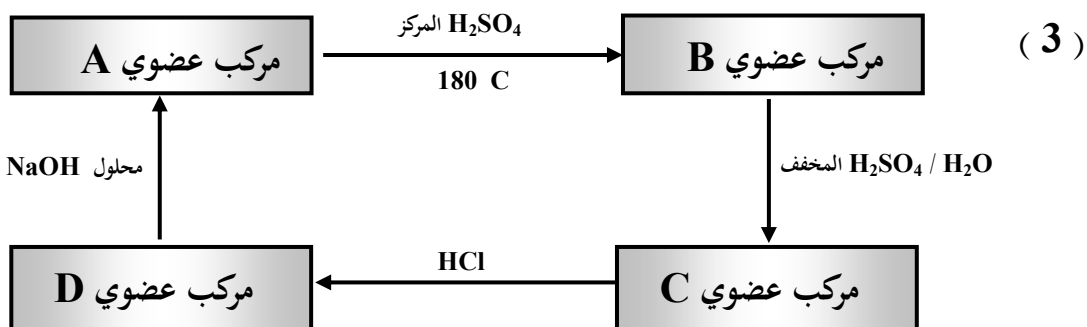 ( 3 )
مركب عضوي A
H₂SO₄ المركز
180 C
مركب عضوي B
محلول NaOH
H₂SO₄ / H₂O المخفف
مركب عضوي D
HCl
مركب عضوي C